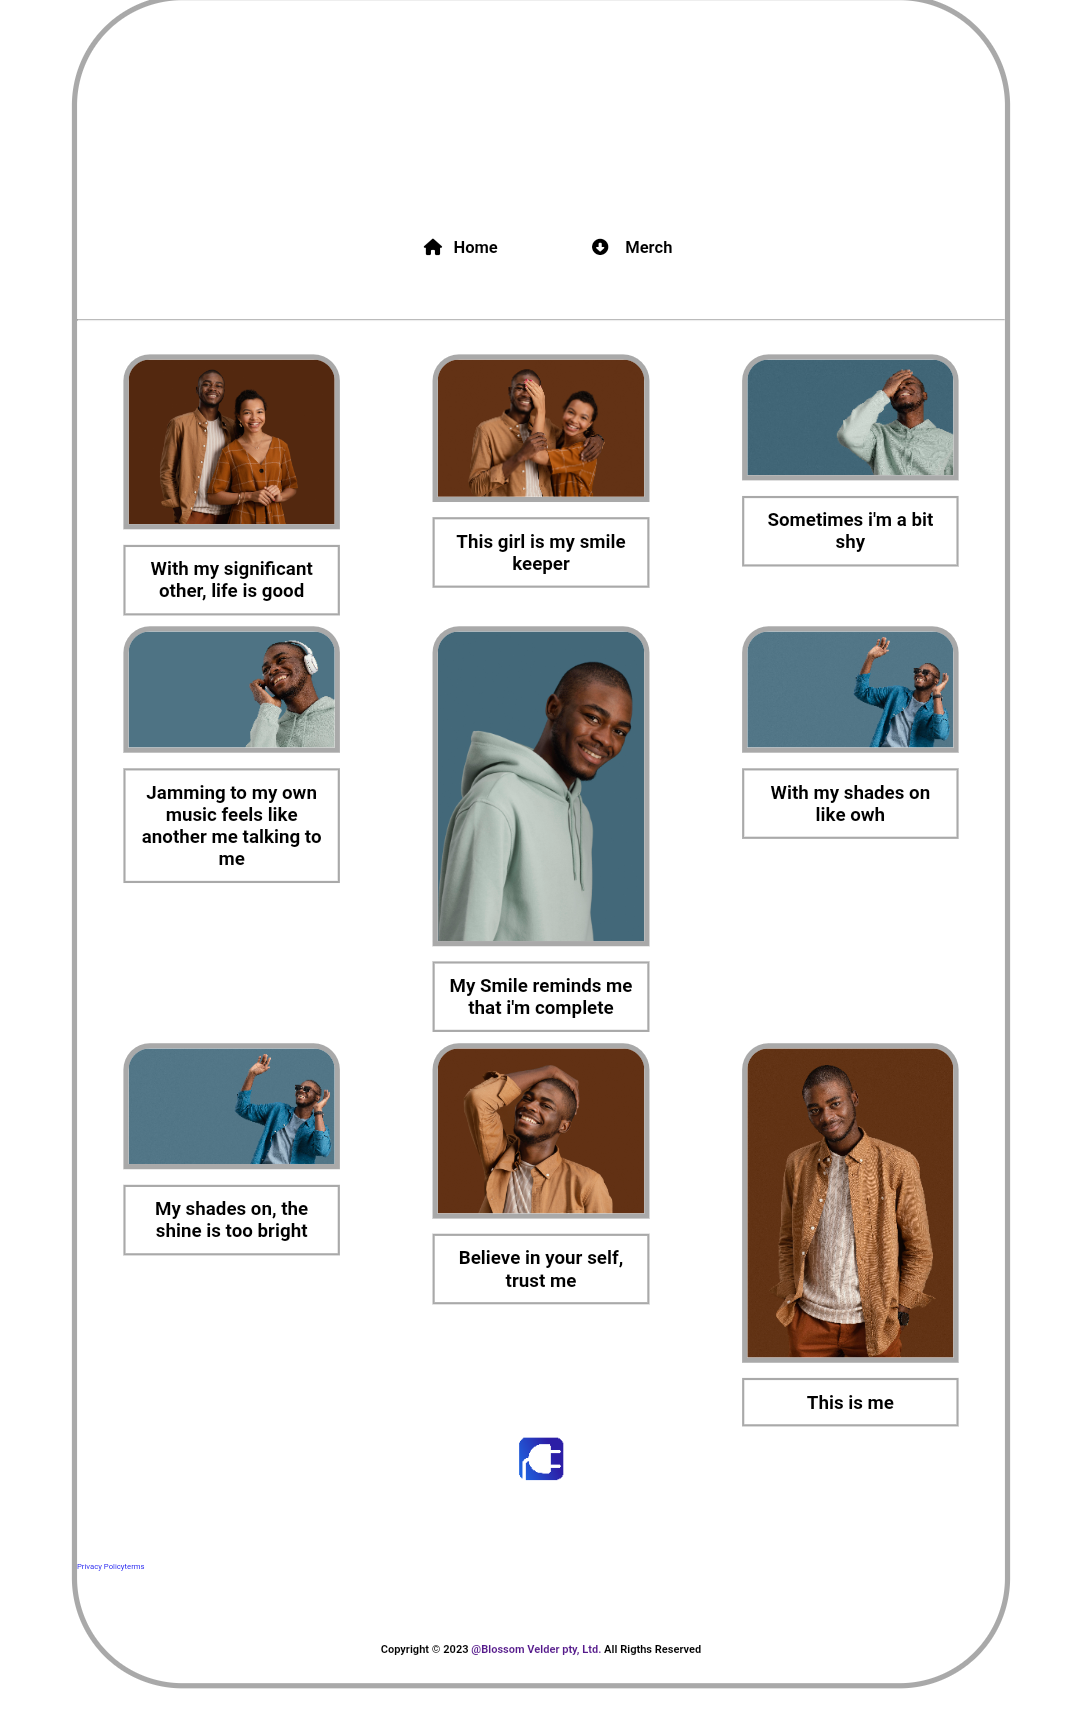 Home
Merch
With my significant
other, life is good
This girl is my smile
keeper
Sometimes i'm a bit
shy
Jamming to my own
music feels like
another me talking to
me
My Smile reminds me
that i'm complete
With my shades on
like owh
My shades on, the
shine is too bright
Believe in your self,
trust me
This is me
Privacy Policyterms
Copyright © 2023 @Blossom Velder pty, Ltd. All Rigths Reserved